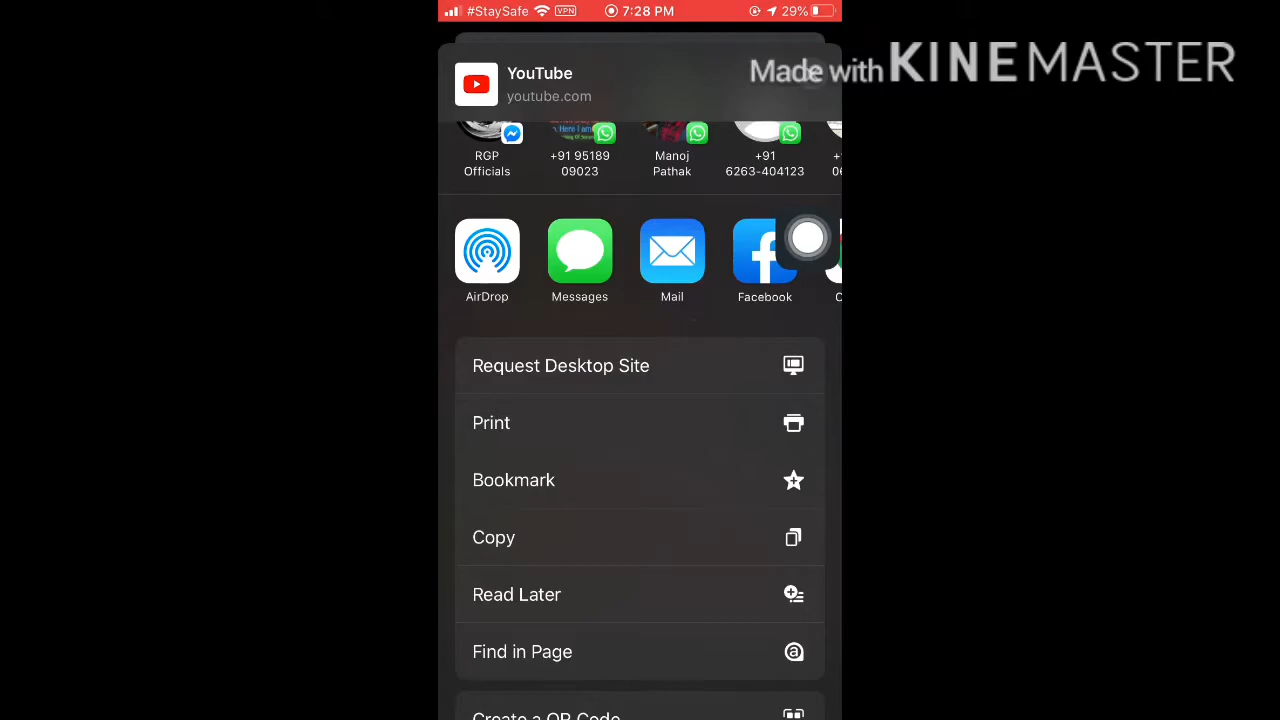 #StaySafe VPN 7:28 PM 29%
YouTube
youtube.com
Made with KINEMASTER
RGP
Officials
+91 95189
09023
Manoj
Pathak
+91
6263-404123
AirDrop
Messages
Mail
Facebook
Request Desktop Site
Print
Bookmark
Copy
Read Later
Find in Page
Create a QR Code